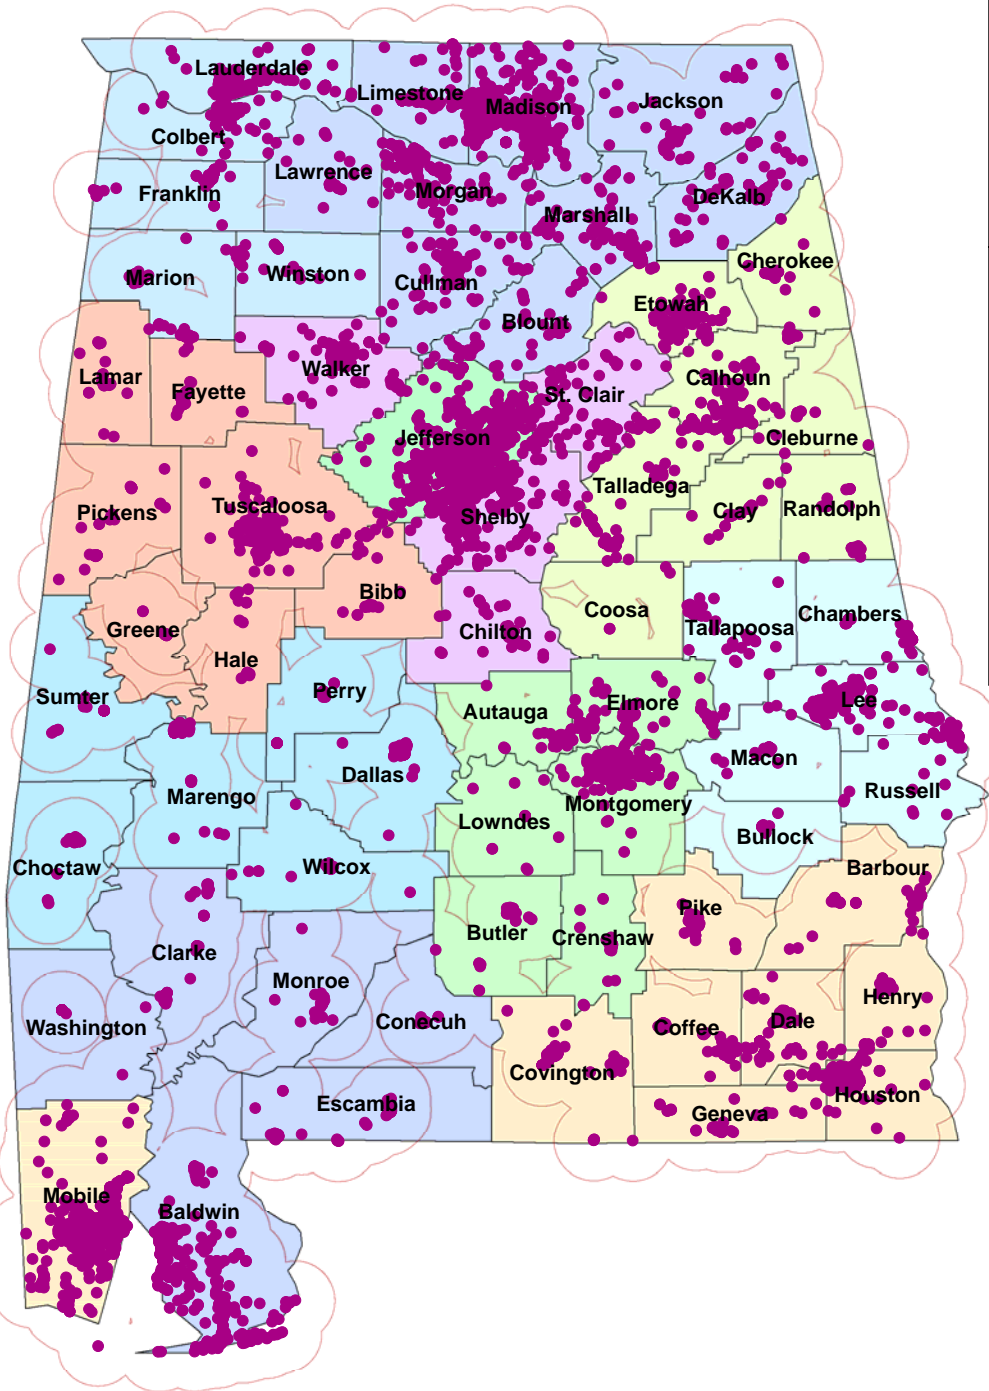 Lauderdale
Limestone
Madison
Jackson
Colbert
Lawrence
Franklin
Morgan
DeKalb
Marshall
Cherokee
Marion
Winston
Cullman
Etowah
Blount
Walker
Lamar
Fayette
St. Clair
Calhoun
Jefferson
Cleburne
Talladega
Pickens
Tuscaloosa
Shelby
Clay
Randolph
Bibb
Coosa
Chambers
Greene
Chilton
Tallapoosa
Hale
Perry
Sumter
Autauga
Elmore
Lee
Macon
Dallas
Marengo
Montgomery
Russell
Lowndes
Bullock
Choctaw
Wilcox
Barbour
Pike
Butler
Crenshaw
Clarke
Monroe
Henry
Washington
Conecuh
Coffee
Dale
Covington
Houston
Escambia
Geneva
Mobile
Baldwin